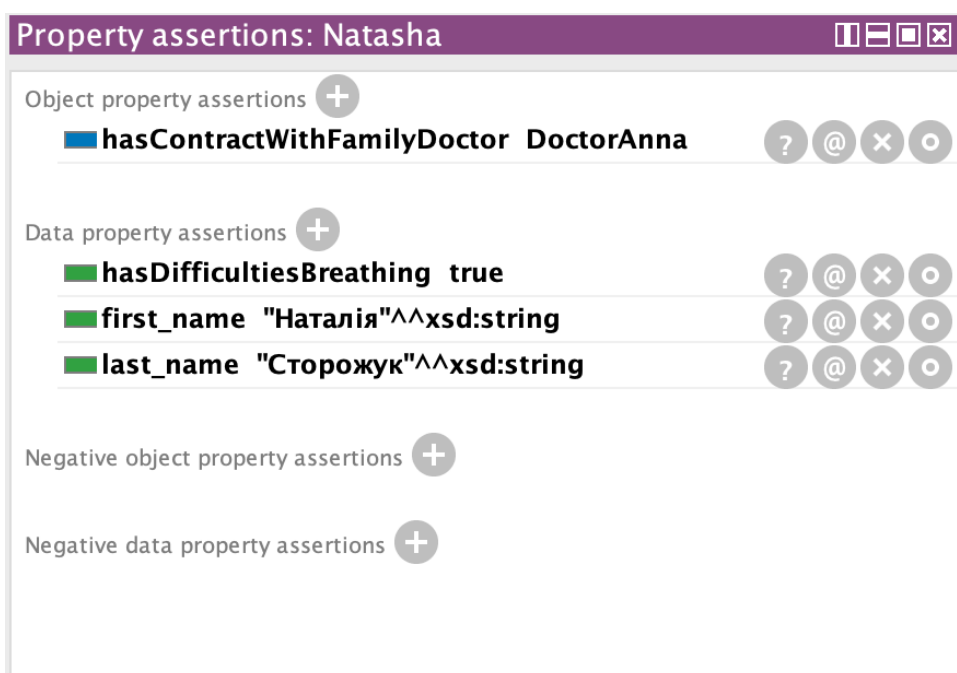 Property assertions: Natasha
Object property assertions
hasContractWithFamilyDoctor DoctorAnna
Data property assertions
hasDifficultiesBreathing true
first_name "Наталія"^^xsd:string
last_name "Сторожук"^^xsd:string
Negative object property assertions
Negative data property assertions